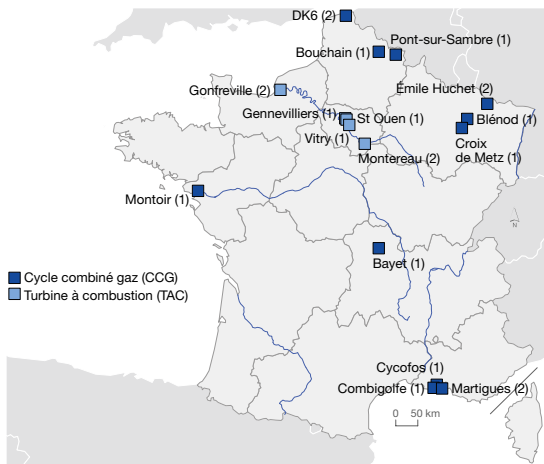 DK6 (2)
Pont-sur-Sambre (1)
Bouchain (1)
Émile Huchet (2)
Gonfreville (2)
Gennevilliers (1)
St Ouen (1)
Blénod (1)
Vitry (1)
Croix
de Metz (1)
Montereau (2)
Montoir (1)
Bayet (1)
Cycle combiné gaz (CCG)
Turbine à combustion (TAC)
Cycofos (1)
Combigolfe (1)
Martigues (2)
0 50 km